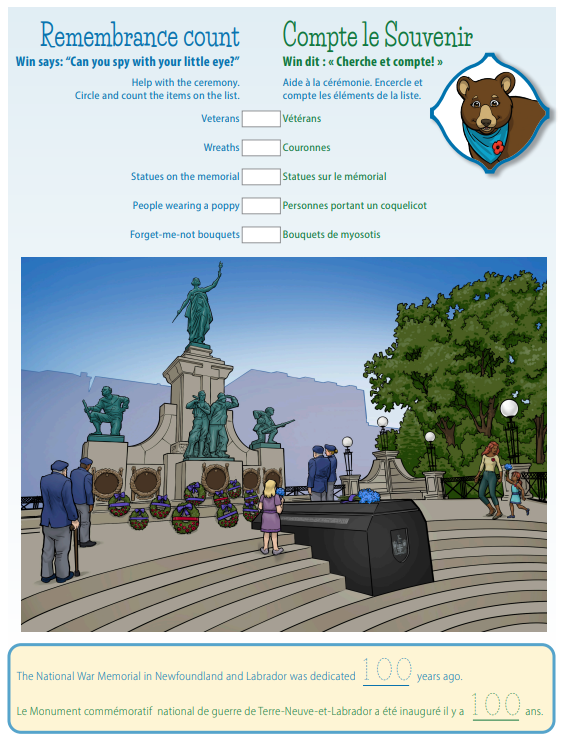 Remembrance count
Win says: “Can you spy with your little eye?”
Help with the ceremony.
Circle and count the items on the list.
Compte le Souvenir
Win dit : « Cherche et compte! »
Aide à la cérémonie. Encercle et
compte les éléments de la liste.
Veterans Vétérans
Wreaths Couronnes
Statues on the memorial Statues sur le mémorial
People wearing a poppy Personnes portant un coquelicot
Forget-me-not bouquets Bouquets de myosotis
The National War Memorial in Newfoundland and Labrador was dedicated 100 years ago.
Le Monument commémoratif national de guerre de Terre-Neuve-et-Labrador a été inauguré il y a 100 ans.